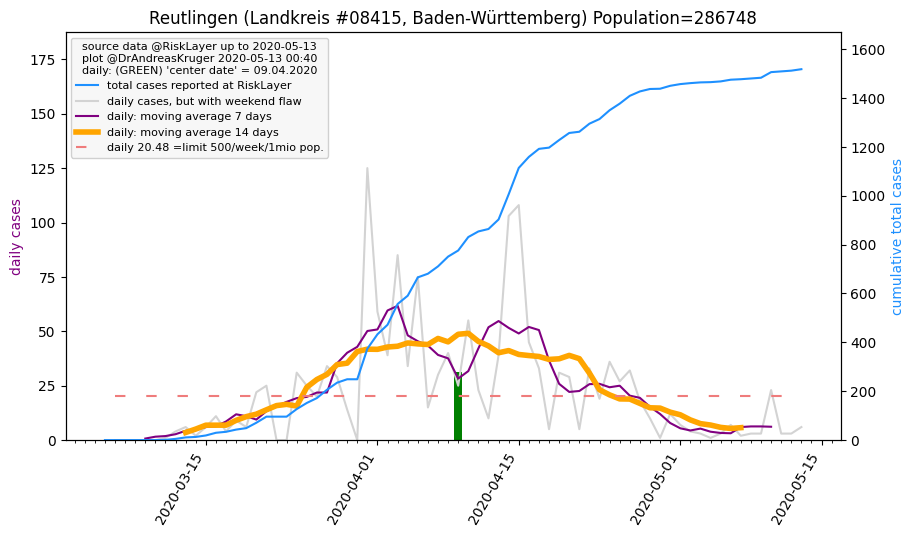 Reutlingen (Landkreis #08415, Baden-Württemberg) Population=286748
source data @RiskLayer up to 2020-05-13
plot @DrAndreasKruger 2020-05-13 00:40
daily: (GREEN) 'center date' = 09.04.2020
total cases reported at RiskLayer
daily cases, but with weekend flaw
daily: moving average 7 days
daily: moving average 14 days
daily 20.48 =limit 500/week/1mio pop.
daily cases
175
150
125
100
75
50
25
0
1600
1400
1200
1000
800
600
400
200
0
cumulative total cases
2020-03-15
2020-04-01
2020-04-15
2020-05-01
2020-05-15